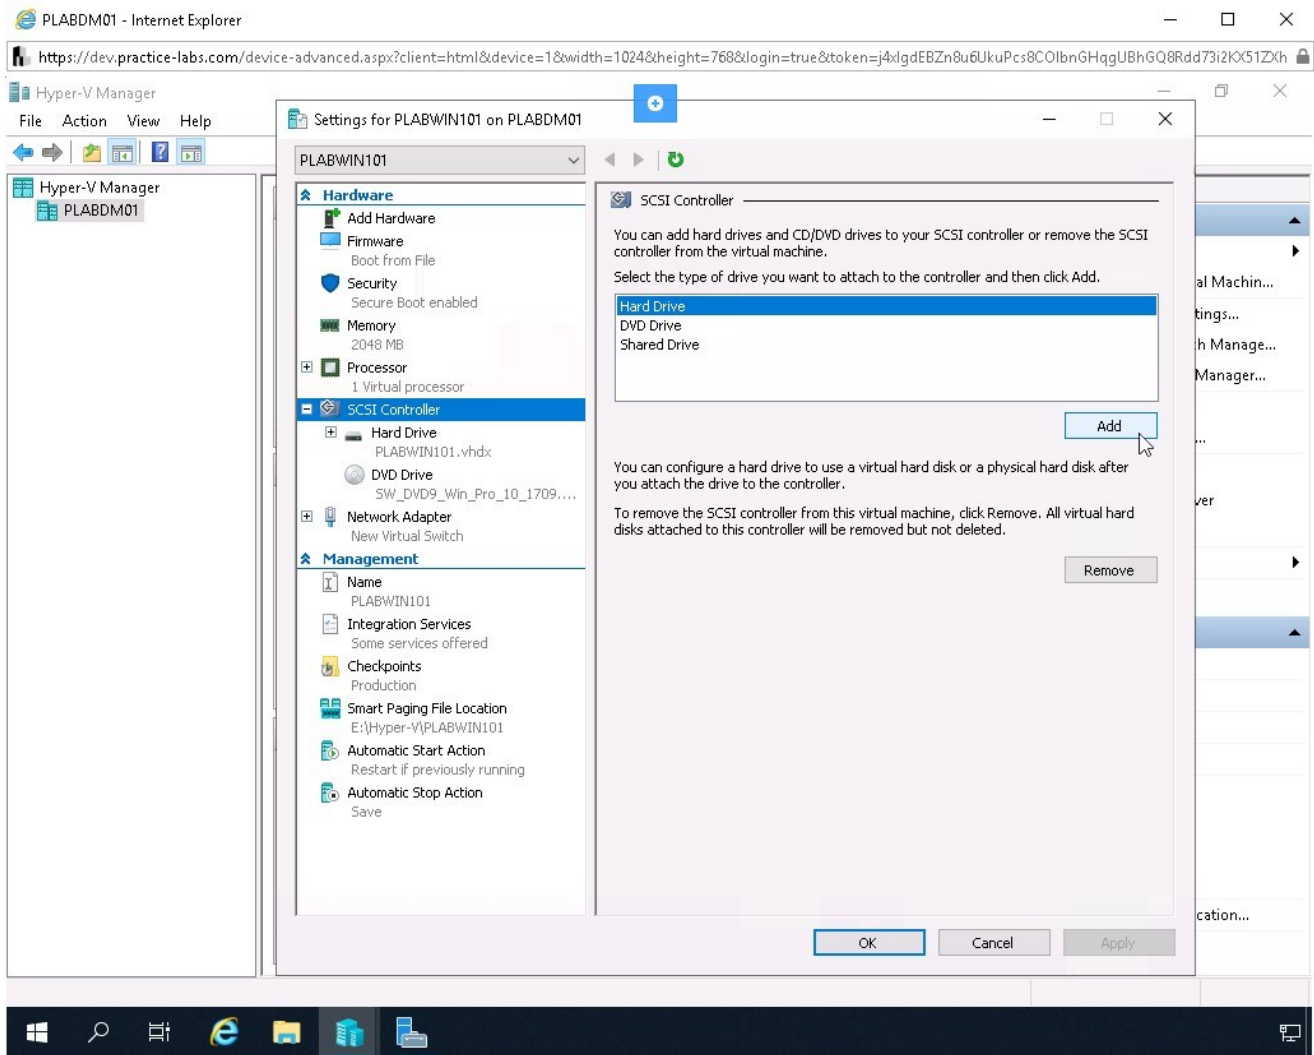 PLABDM01 - Internet Explorer
https://dev.practice-labs.com/device-advanced.aspx?client=html&device=1&width=1024&height=768&login=true&token=
Hyper-V Manager
File Action View Help
Hyper-V Manager
PLABDM01
Settings for PLABWIN101 on PLABDM01
PLABWIN101
Hardware
Add Hardware
Firmware
Boot from File
Security
Secure Boot enabled
Memory
2048 MB
Processor
1 Virtual processor
SCSI Controller
Hard Drive
PLABWIN101.vhdx
DVD Drive
SW_DVD9_Win_Pro_10_1709....
Network Adapter
New Virtual Switch
Management
Name
PLABWIN101
Integration Services
Some services offered
Checkpoints
Production
Smart Paging File Location
E:\Hyper-V\PLABWIN101
Automatic Start Action
Restart if previously running
Automatic Stop Action
Save
SCSI Controller
You can add hard drives and CD/DVD drives to your SCSI controller or remove the SCSI
controller from the virtual machine.
Select the type of drive you want to attach to the controller and then click Add.
Hard Drive
DVD Drive
Shared Drive
Add
You can configure a hard drive to use a virtual hard disk or a physical hard disk after
you attach the drive to the controller.
To remove the SCSI controller from this virtual machine, click Remove. All virtual hard
disks attached to this controller will be removed but not deleted.
Remove
OK Cancel Apply
al Machin...
tings...
h Manage...
Manager...
...
ver
cation...